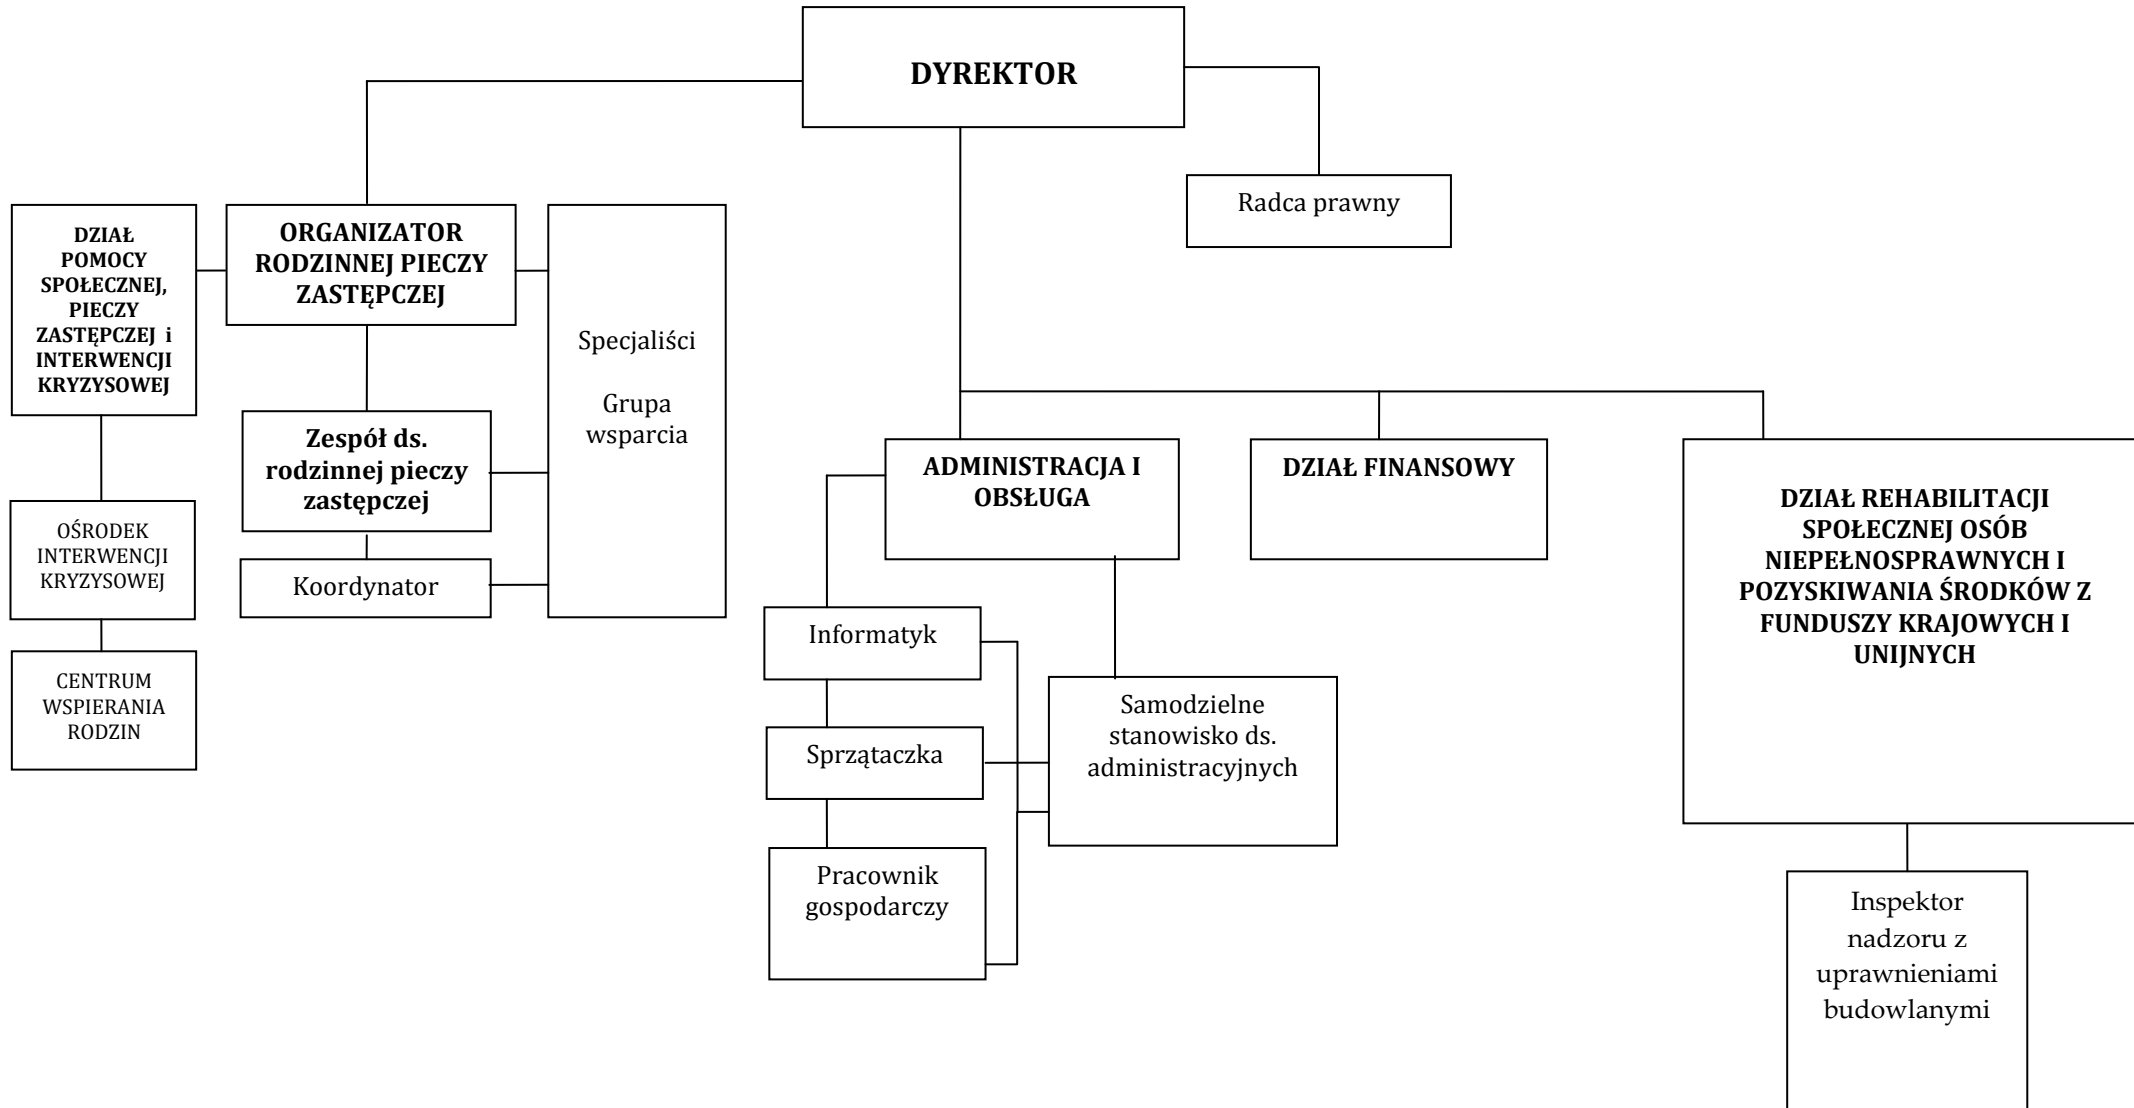 DYREKTOR
Radca prawny
DZIAŁ
POMOCY
SPOŁECZNEJ,
PIECZY
ZASTĘPCZEJ i
INTERWENCJI
KRYZYSOWEJ
ORGANIZATOR
RODZINNEJ PIECZY
ZASTĘPCZEJ
Specjaliści
Grupa
wsparcia
Zespół ds.
rodzinnej pieczy
zastępczej
Koordynator
OŚRODEK
INTERWENCJI
KRYZYSOWEJ
CENTRUM
WSPIERANIA
RODZIN
ADMINISTRACJA I
OBSŁUGA
DZIAŁ FINANSOWY
DZIAŁ REHABILITACJI
SPOŁECZNEJ OSÓB
NIEPEŁNOSPRAWNYCH I
POZYSKIWANIA ŚRODKÓW Z
FUNDUSZY KRAJOWYCH I
UNIJNYCH
Informatyk
Sprzątaczka
Pracownik
gospodarczy
Samodzielne
stanowisko ds.
administracyjnych
Inspektor
nadzoru z
uprawnieniami
budowlanymi